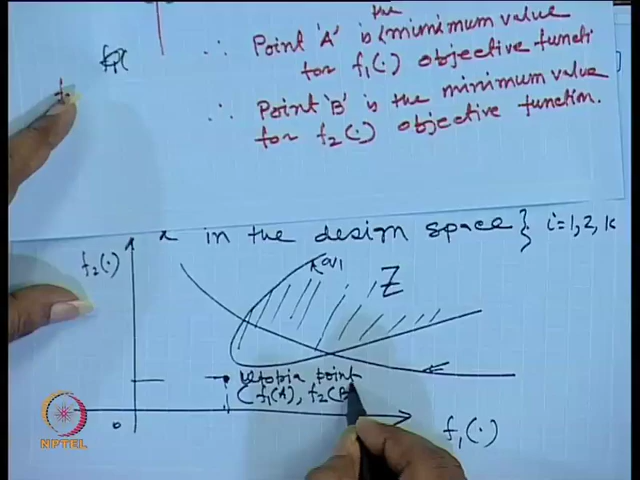 the
∴ Point 'A' is (minimum value
for f₁(·) objective functi
∴ Point 'B' is the minimum value
for f₂(·) objective function.
x in the design space } i=1,2, k
f₂(·)
Z
utopia point
(f₁(A), f₂(B
0
f₁(·)
NPTEL